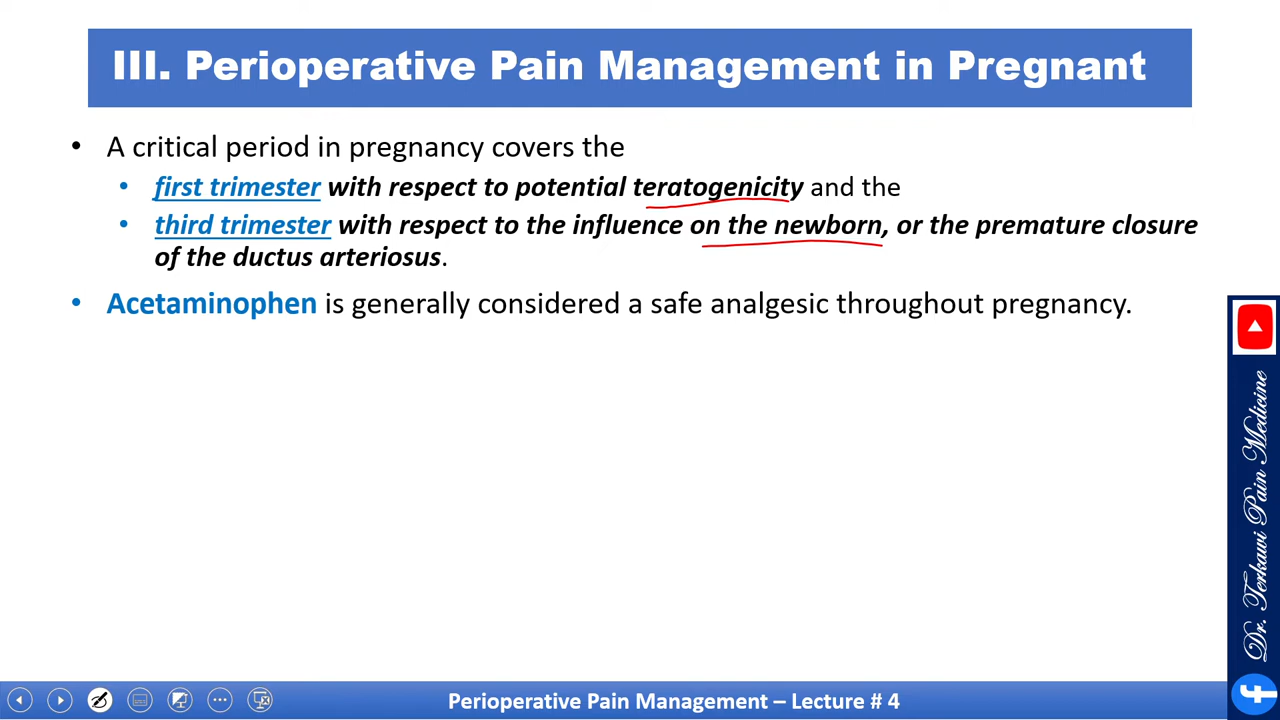 III. Perioperative Pain Management in Pregnant
• A critical period in pregnancy covers the
• first trimester with respect to potential teratogenicity and the
• third trimester with respect to the influence on the newborn, or the premature closure
of the ductus arteriosus.
• Acetaminophen is generally considered a safe analgesic throughout pregnancy.
Dr. Terkawi Pain Medicine
Perioperative Pain Management – Lecture # 4